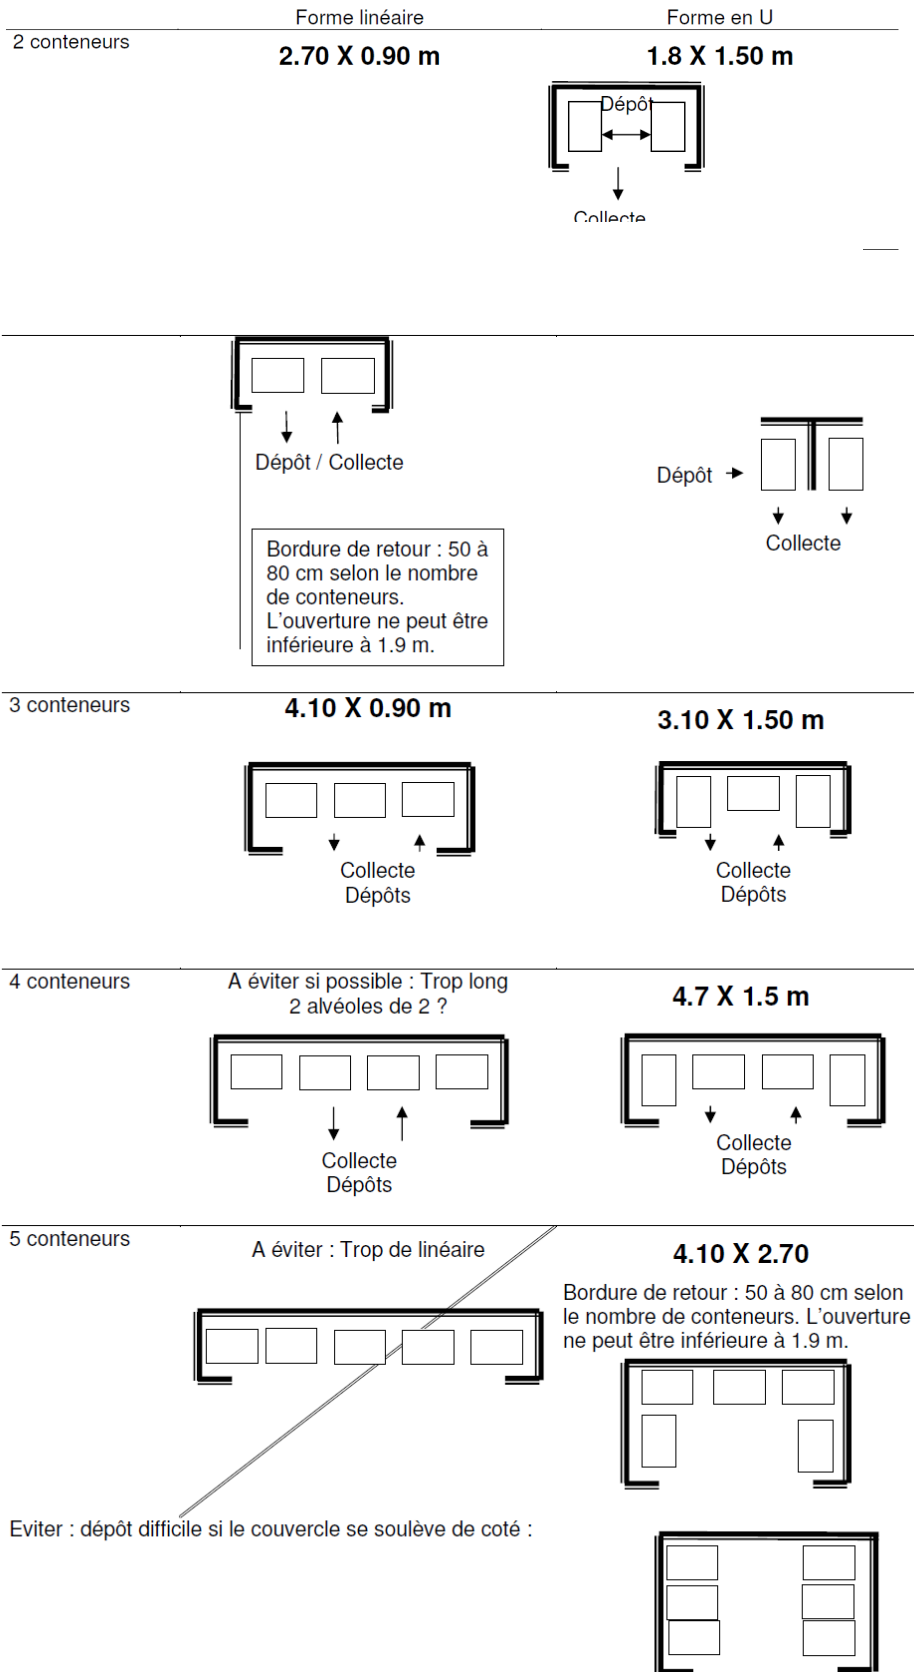 Forme linéaire Forme en U
2 conteneurs
2.70 X 0.90 m 1.8 X 1.50 m
Dépôt
Collecte
Dépôt / Collecte
Dépôt
Collecte
Bordure de retour : 50 à
80 cm selon le nombre
de conteneurs.
L'ouverture ne peut être
inférieure à 1.9 m.
3 conteneurs 4.10 X 0.90 m 3.10 X 1.50 m
Collecte
Dépôts
Collecte
Dépôts
4 conteneurs
A éviter si possible : Trop long
2 alvéoles de 2 ?
4.7 X 1.5 m
Collecte
Dépôts
Collecte
Dépôts
5 conteneurs
A éviter : Trop de linéaire
4.10 X 2.70
Bordure de retour : 50 à 80 cm selon
le nombre de conteneurs. L'ouverture
ne peut être inférieure à 1.9 m.
Eviter : dépôt difficile si le couvercle se soulève de coté :